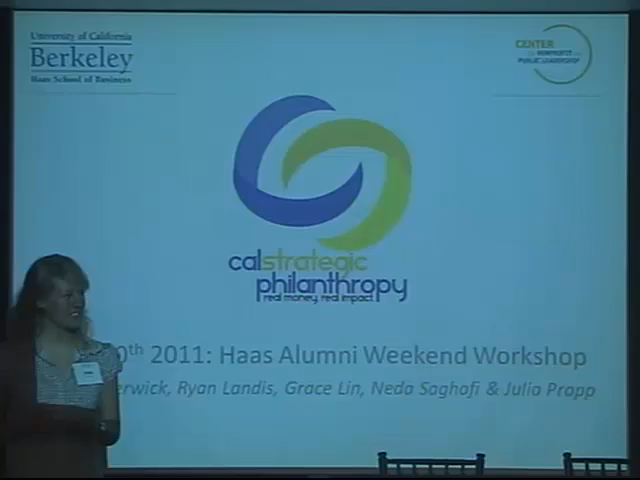 University of California
Berkeley
Haas School of Business
CENTER
NONPROFIT
PUBLIC LEADERSHIP
calstrategic
philanthropy
real money. real impact.
0th 2011: Haas Alumni Weekend Workshop
erwick, Ryan Landis, Grace Lin, Neda Saghafi & Julia Propp